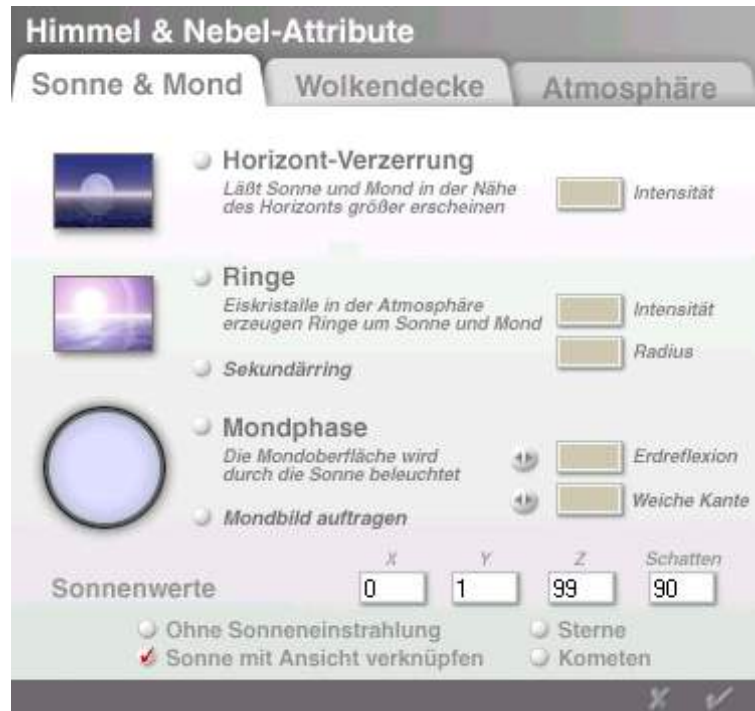 Himmel & Nebel-Attribute
Sonne & Mond Wolkendecke Atmosphäre
Horizont-Verzerrung
Läßt Sonne und Mond in der Nähe
des Horizonts größer erscheinen
Intensität
Ringe
Eiskristalle in der Atmosphäre
erzeugen Ringe um Sonne und Mond
Intensität
Radius
Sekundärring
Mondphase
Die Mondoberfläche wird
durch die Sonne beleuchtet
Erdreflexion
Weiche Kante
Mondbild auftragen
X Y Z Schatten
Sonnenwerte 0 1 99 90
Ohne Sonneneinstrahlung Sterne
Sonne mit Ansicht verknüpfen Kometen